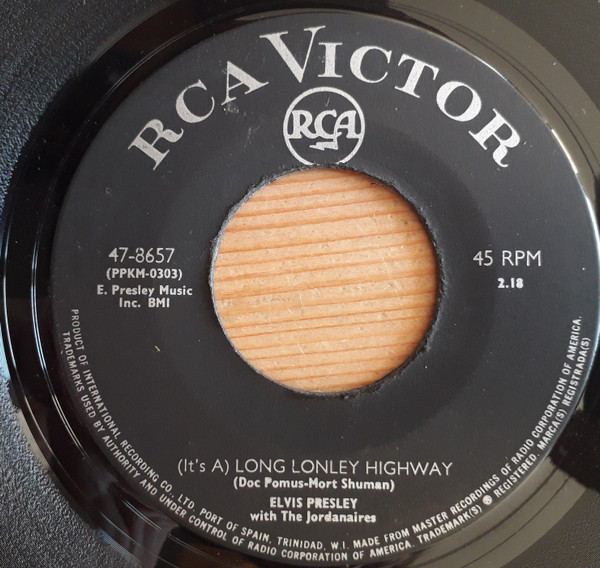 RCA VICTOR
RCA
47-8657
(PPKM-0303)
E. Presley Music
Inc. BMI
45 RPM
2.18
(It's A) LONG LONLEY HIGHWAY
(Doc Pomus-Mort Shuman)
ELVIS PRESLEY
with The Jordanaires
PRODUCT OF INTERNATIONAL RECORDING CO., LTD. PORT OF SPAIN, TRINIDAD, W.I. MADE FROM MASTER RECORDINGS OF RADIO CORPORATION OF AMERICA.
TRADEMARKS USED BY AUTHORITY AND UNDER CONTROL OF RADIO CORPORATION OF AMERICA. TRADEMARK(S) ® REGISTERED. MARCA(S) REGISTRADA(S)